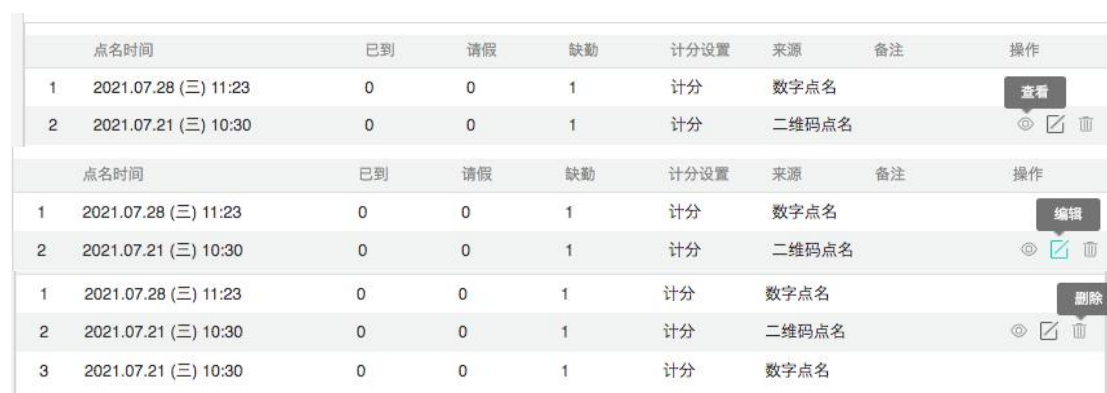 点名时间 已到 请假 缺勤 计分设置 来源 备注 操作
1 2021.07.28 (三) 11:23 0 0 1 计分 数字点名
查看
2 2021.07.21 (三) 10:30 0 0 1 计分 二维码点名
点名时间 已到 请假 缺勤 计分设置 来源 备注 操作
1 2021.07.28 (三) 11:23 0 0 1 计分 数字点名
编辑
2 2021.07.21 (三) 10:30 0 0 1 计分 二维码点名
1 2021.07.28 (三) 11:23 0 0 1 计分 数字点名
删除
2 2021.07.21 (三) 10:30 0 0 1 计分 二维码点名
3 2021.07.21 (三) 10:30 0 0 1 计分 数字点名